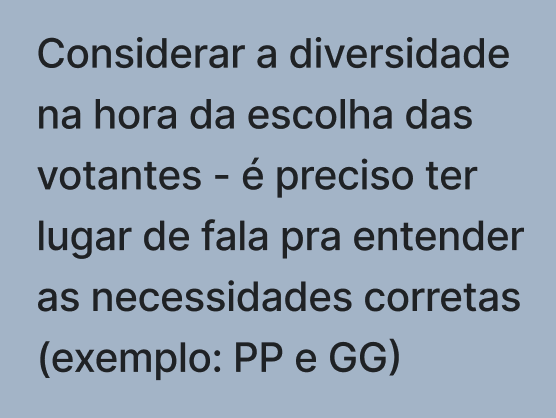 Considerar a diversidade
na hora da escolha das
votantes - é preciso ter
lugar de fala pra entender
as necessidades corretas
(exemplo: PP e GG)